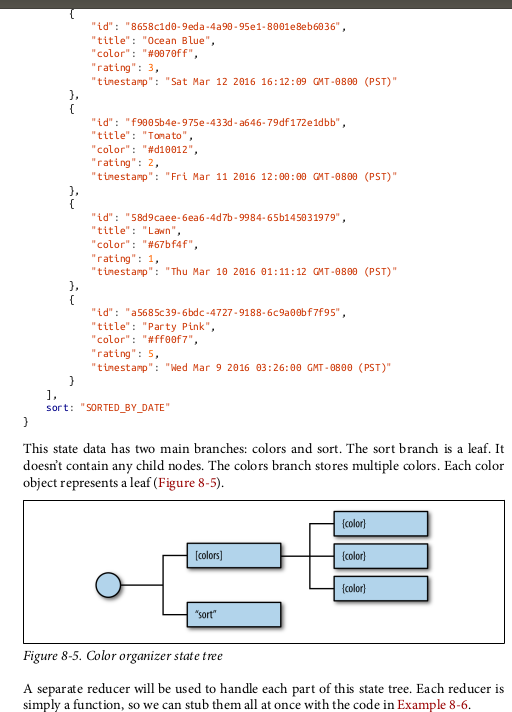 {
"id": "8658c1d0-9eda-4a90-95e1-8001e8eb6036",
"title": "Ocean Blue",
"color": "#0070ff",
"rating": 3,
"timestamp": "Sat Mar 12 2016 16:12:09 GMT-0800 (PST)"
},
{
"id": "f9005b4e-975e-433d-a646-79df172e1dbb",
"title": "Tomato",
"color": "#d10012",
"rating": 2,
"timestamp": "Fri Mar 11 2016 12:00:00 GMT-0800 (PST)"
},
{
"id": "58d9caee-6ea6-4d7b-9984-65b145031979",
"title": "Lawn",
"color": "#67bf4f",
"rating": 1,
"timestamp": "Thu Mar 10 2016 01:11:12 GMT-0800 (PST)"
},
{
"id": "a5685c39-6bdc-4727-9188-6c9a00bf7f95",
"title": "Party Pink",
"color": "#ff00f7",
"rating": 5,
"timestamp": "Wed Mar 9 2016 03:26:00 GMT-0800 (PST)"
}
],
sort: "SORTED_BY_DATE"
}
This state data has two main branches: colors and sort. The sort branch is a leaf. It
doesn't contain any child nodes. The colors branch stores multiple colors. Each color
object represents a leaf (Figure 8-5).
[colors]
"sort"
{color}
{color}
{color}
Figure 8-5. Color organizer state tree
A separate reducer will be used to handle each part of this state tree. Each reducer is
simply a function, so we can stub them all at once with the code in Example 8-6.